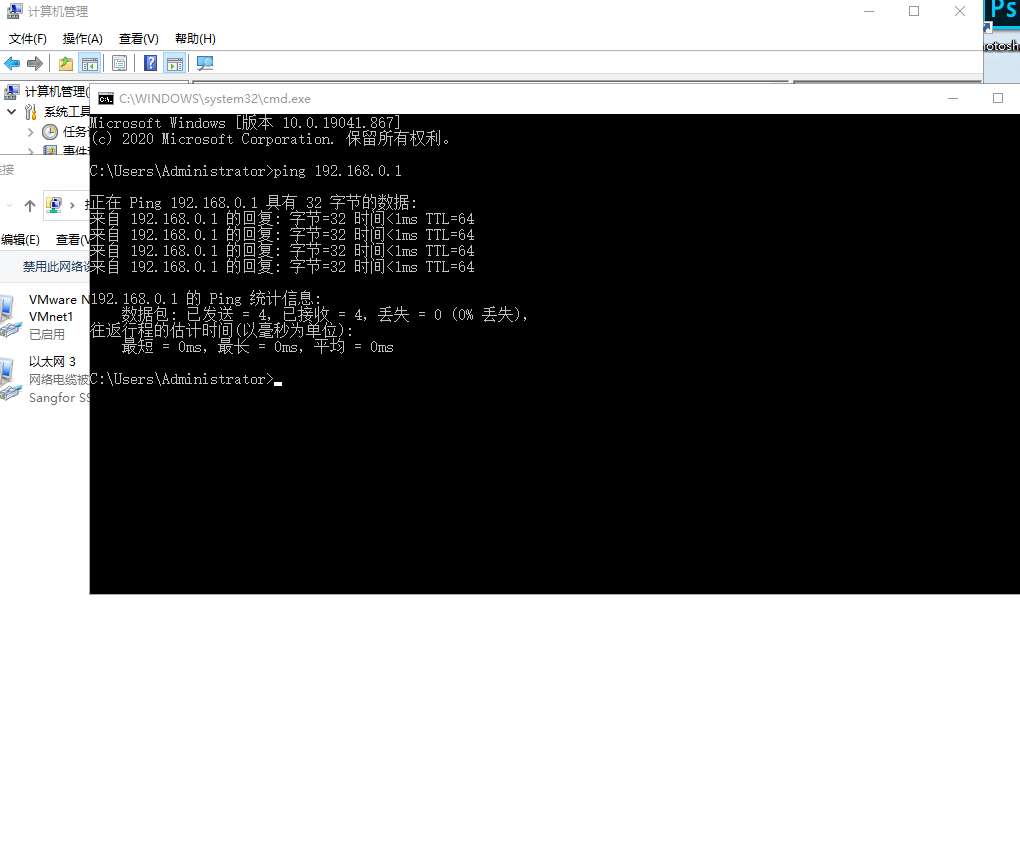 计算机管理
Ps
文件(F) 操作(A) 查看(V) 帮助(H)
otosh
计算机管理(
C:\WINDOWS\system32\cmd.exe
系统工具
任务
事件
连接
编辑(E) 查看(V
禁用此网络设
VMware N
VMnet1
已启用
以太网 3
网络电缆被
Sangfor SS
Microsoft Windows [版本 10.0.19041.867]
(c) 2020 Microsoft Corporation. 保留所有权利。
C:\Users\Administrator>ping 192.168.0.1
正在 Ping 192.168.0.1 具有 32 字节的数据:
来自 192.168.0.1 的回复: 字节=32 时间<1ms TTL=64
来自 192.168.0.1 的回复: 字节=32 时间<1ms TTL=64
来自 192.168.0.1 的回复: 字节=32 时间<1ms TTL=64
来自 192.168.0.1 的回复: 字节=32 时间<1ms TTL=64
192.168.0.1 的 Ping 统计信息:
数据包: 已发送 = 4, 已接收 = 4, 丢失 = 0 (0% 丢失),
往返行程的估计时间(以毫秒为单位):
最短 = 0ms, 最长 = 0ms, 平均 = 0ms
C:\Users\Administrator>